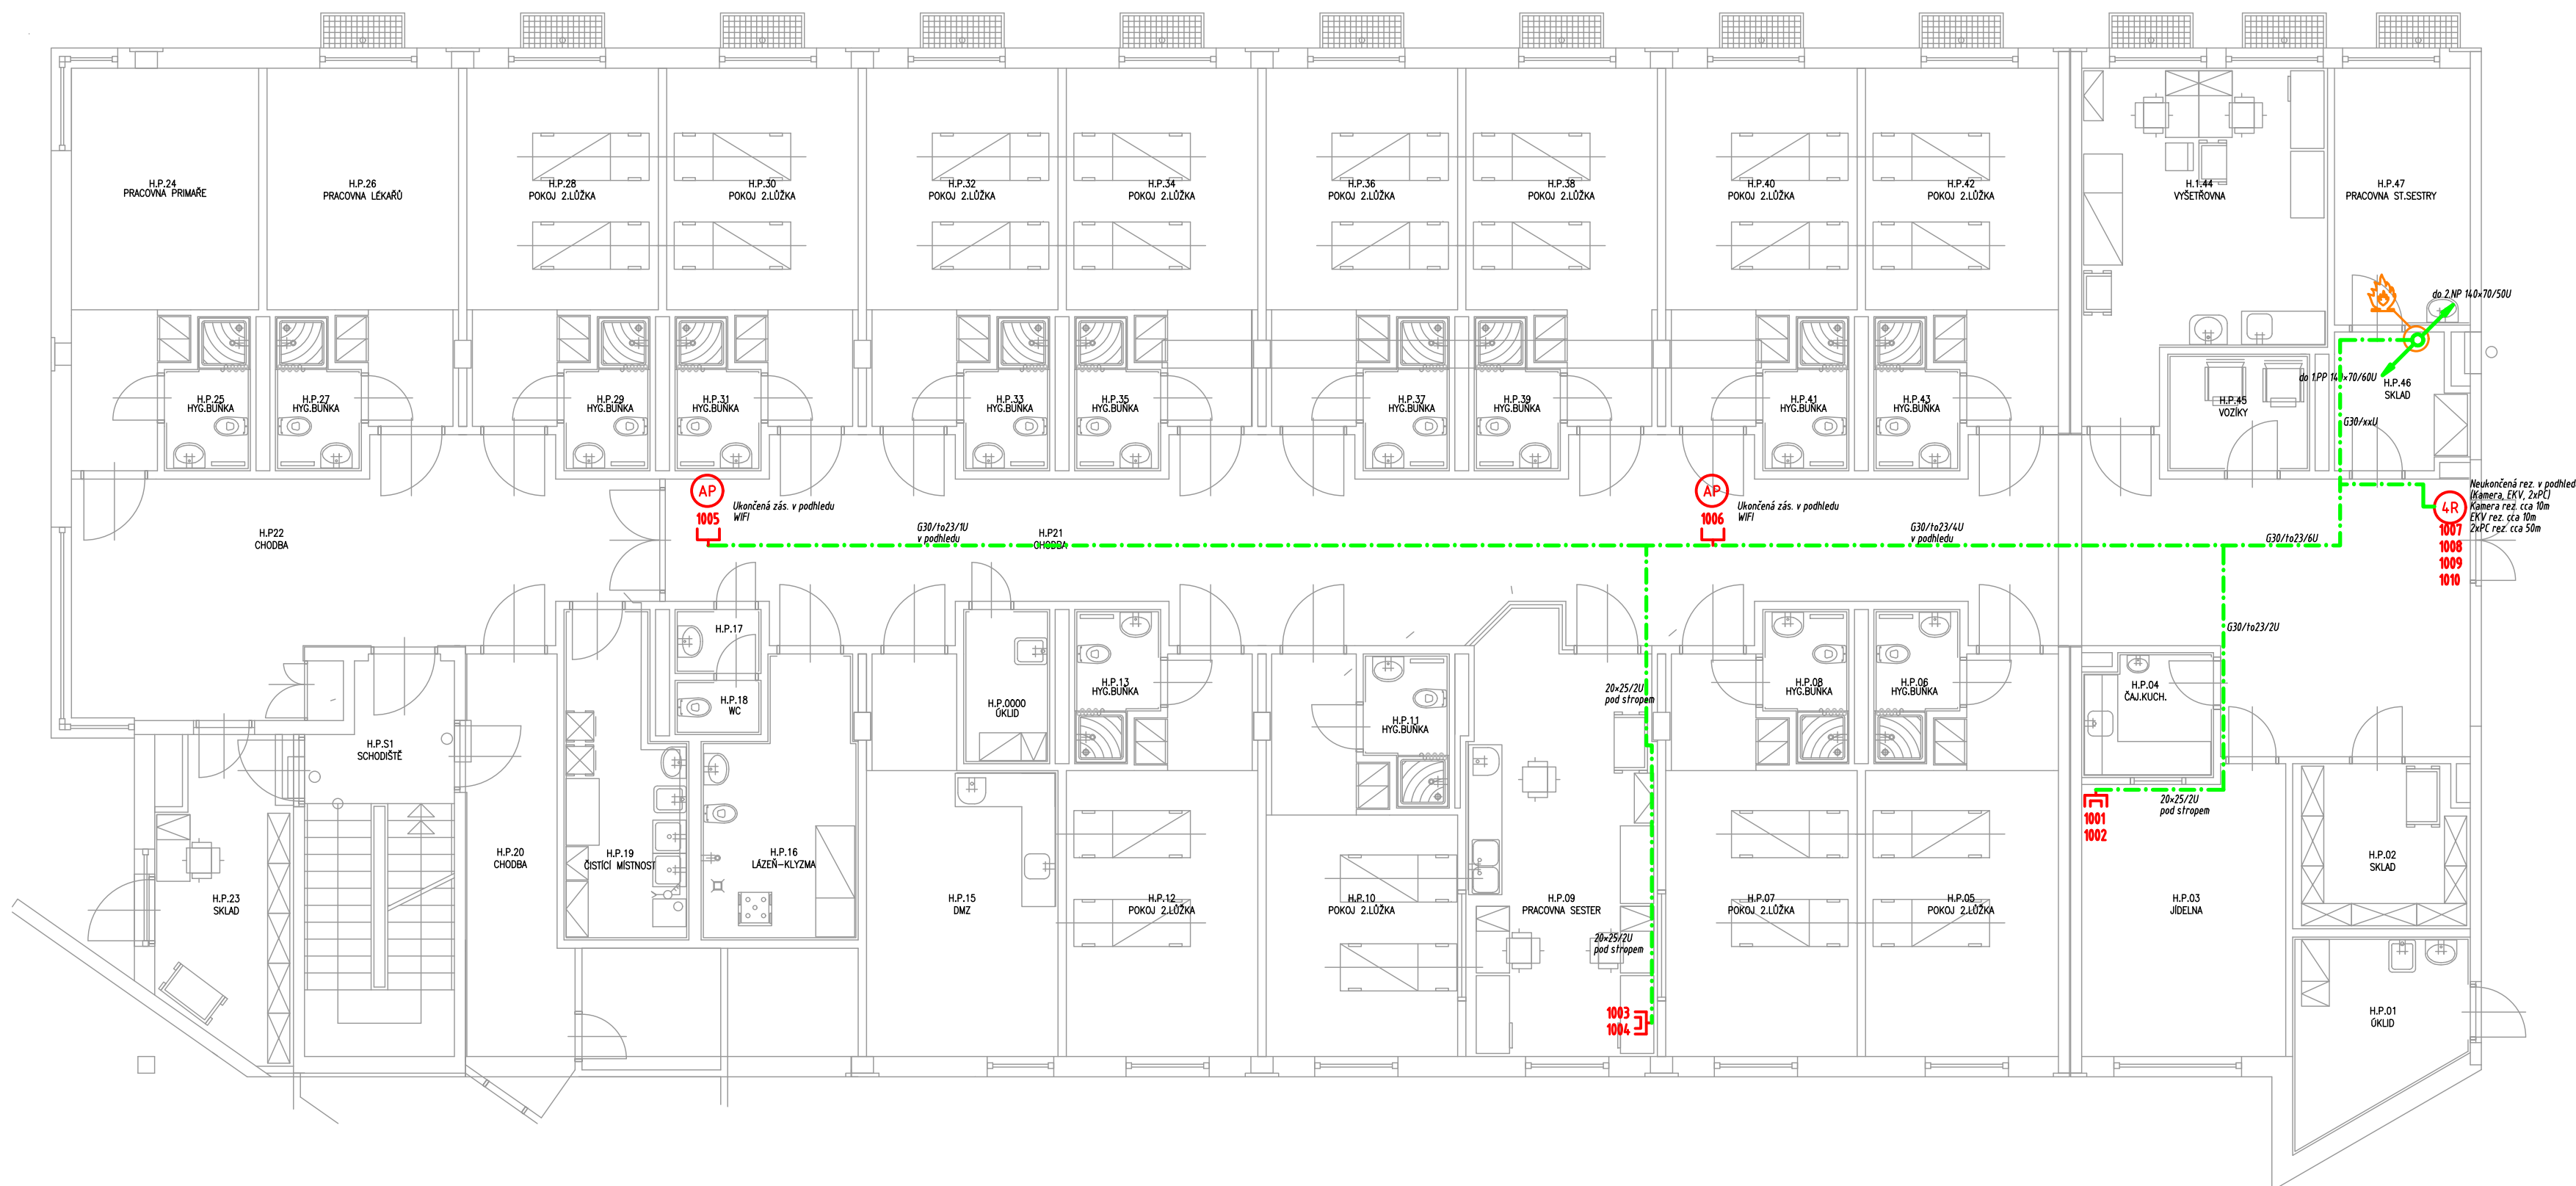 H.P.24
PRACOVNA PRIMAŘE
H.P.26
PRACOVNA LÉKAŘŮ
H.P.28
POKOJ 2.LŮŽKA
H.P.30
POKOJ 2.LŮŽKA
H.P.32
POKOJ 2.LŮŽKA
H.P.34
POKOJ 2.LŮŽKA
H.P.36
POKOJ 2.LŮŽKA
H.P.38
POKOJ 2.LŮŽKA
H.P.40
POKOJ 2.LŮŽKA
H.P.42
POKOJ 2.LŮŽKA
H.1.44
VYŠETŘOVNA
H.P.47
PRACOVNA ST.SESTRY
do 2.NP 140×70/50U
do 1.PP 140×70/60U
H.P.46
SKLAD
H.P.25
HYG.BUŇKA
H.P.27
HYG.BUŇKA
H.P.29
HYG.BUŇKA
H.P.31
HYG.BUŇKA
H.P.33
HYG.BUŇKA
H.P.35
HYG.BUŇKA
H.P.37
HYG.BUŇKA
H.P.39
HYG.BUŇKA
H.P.41
HYG.BUŇKA
H.P.43
HYG.BUŇKA
H.P.45
VOZÍKY
G30/xxU
AP
1005
Ukončená zás. v podhledu
WIFI
AP
1006
Ukončená zás. v podhledu
WIFI
4R
1007
1008
1009
1010
Neukončená rez. v podhled
(Kamera, EKV, 2xPC)
Kamera rez. cca 10m
EKV rez. cca 10m
2xPC rez. cca 50m
H.P22
CHODBA
G30/to23/1U
v podhledu
H.P21
CHODBA
G30/to23/4U
v podhledu
G30/to23/6U
G30/to23/2U
H.P.17
H.P.18
WC
H.P.0000
ÚKLID
H.P.13
HYG.BUŇKA
H.P.11
HYG.BUŇKA
20×25/2U
pod stropem
H.P.08
HYG.BUŇKA
H.P.06
HYG.BUŇKA
H.P.04
ČAJ.KUCH.
H.P.S1
SCHODIŠTĚ
1001
1002
20×25/2U
pod stropem
H.P.23
SKLAD
H.P.20
CHODBA
H.P.19
ČISTÍCÍ MÍSTNOST
H.P.16
LÁZEŇ-KLYZMA
H.P.15
DMZ
H.P.12
POKOJ 2.LŮŽKA
H.P.10
POKOJ 2.LŮŽKA
H.P.09
PRACOVNA SESTER
H.P.07
POKOJ 2.LŮŽKA
H.P.05
POKOJ 2.LŮŽKA
H.P.03
JÍDELNA
H.P.02
SKLAD
20×25/2U
pod stropem
1003
1004
H.P.01
ÚKLID